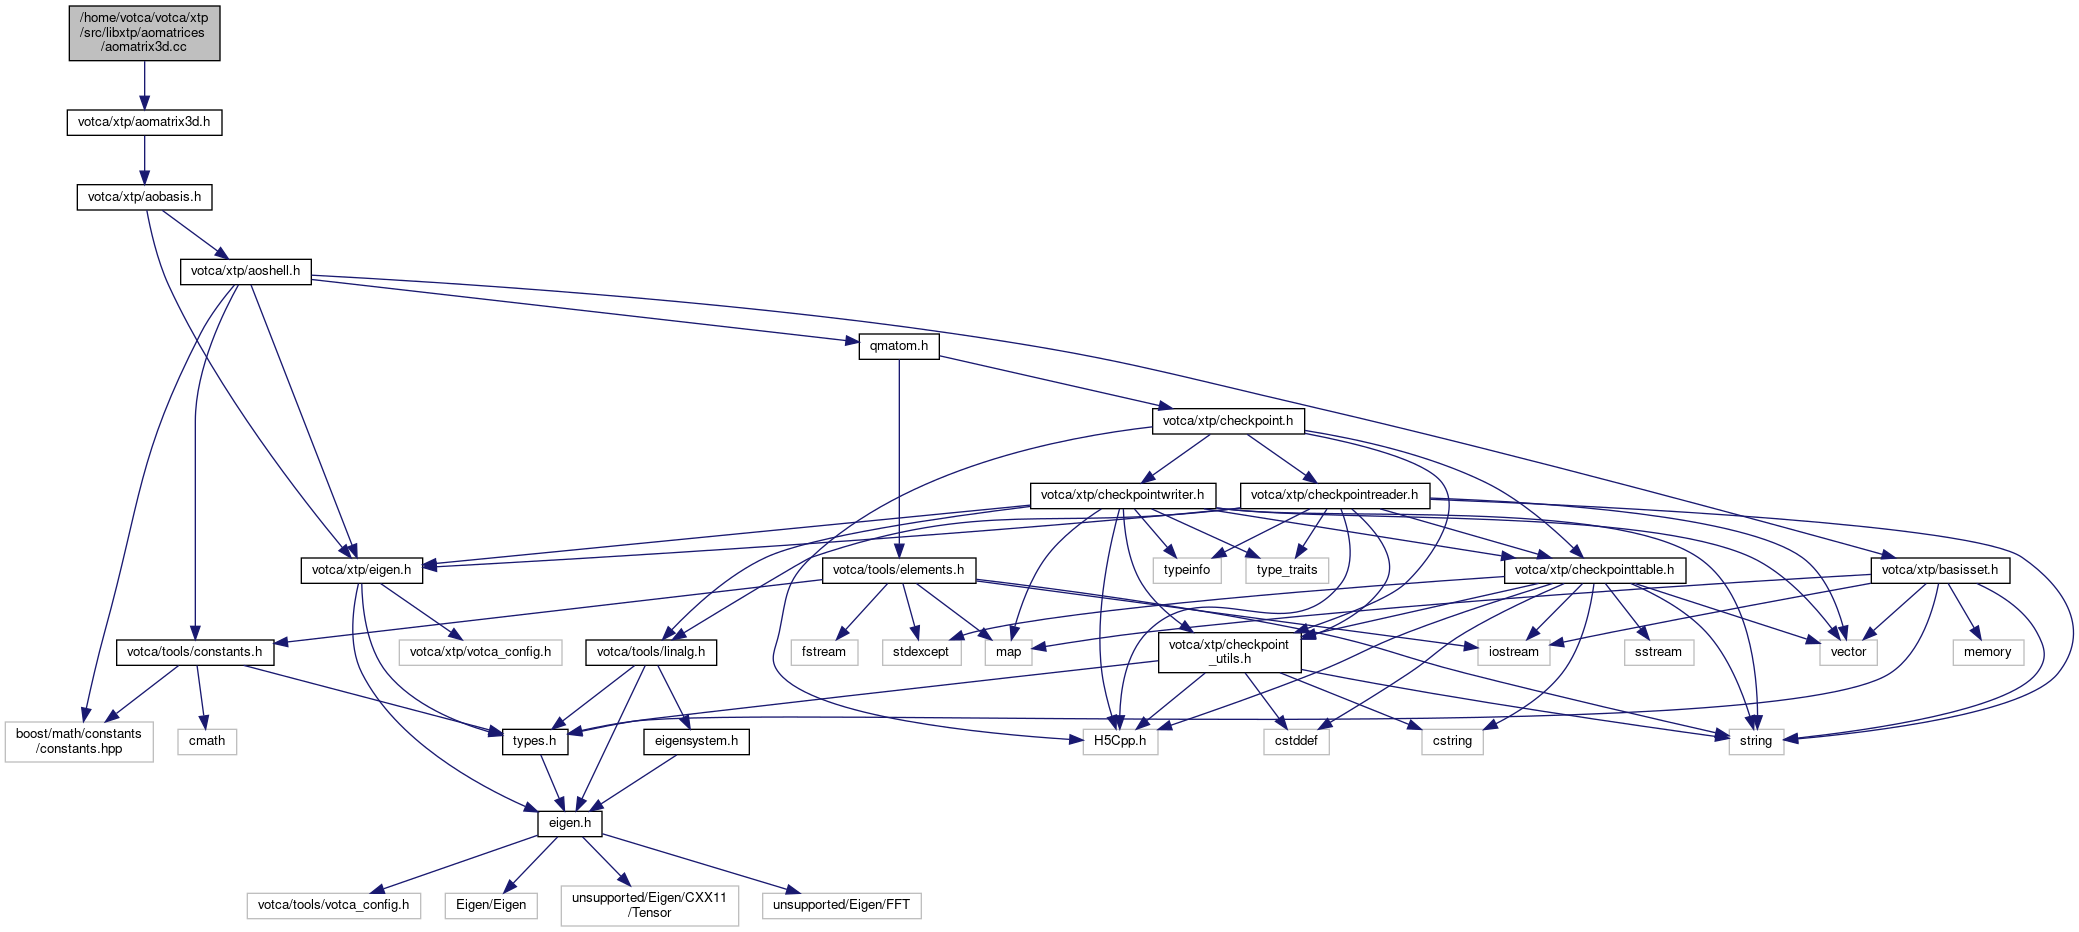 /home/votca/votca/xtp
/src/libxtp/aomatrices
/aomatrix3d.cc
votca/xtp/aomatrix3d.h
votca/xtp/aobasis.h
votca/xtp/aoshell.h
qmatom.h
votca/xtp/checkpoint.h
votca/xtp/checkpointwriter.h
votca/xtp/checkpointreader.h
votca/xtp/eigen.h
votca/tools/elements.h
typeinfo
type_traits
votca/xtp/checkpointtable.h
votca/xtp/basisset.h
votca/tools/constants.h
votca/xtp/votca_config.h
votca/tools/linalg.h
fstream
stdexcept
map
votca/xtp/checkpoint
_utils.h
iostream
sstream
vector
memory
boost/math/constants
/constants.hpp
cmath
types.h
eigensystem.h
H5Cpp.h
cstddef
cstring
string
eigen.h
votca/tools/votca_config.h
Eigen/Eigen
unsupported/Eigen/CXX11
/Tensor
unsupported/Eigen/FFT